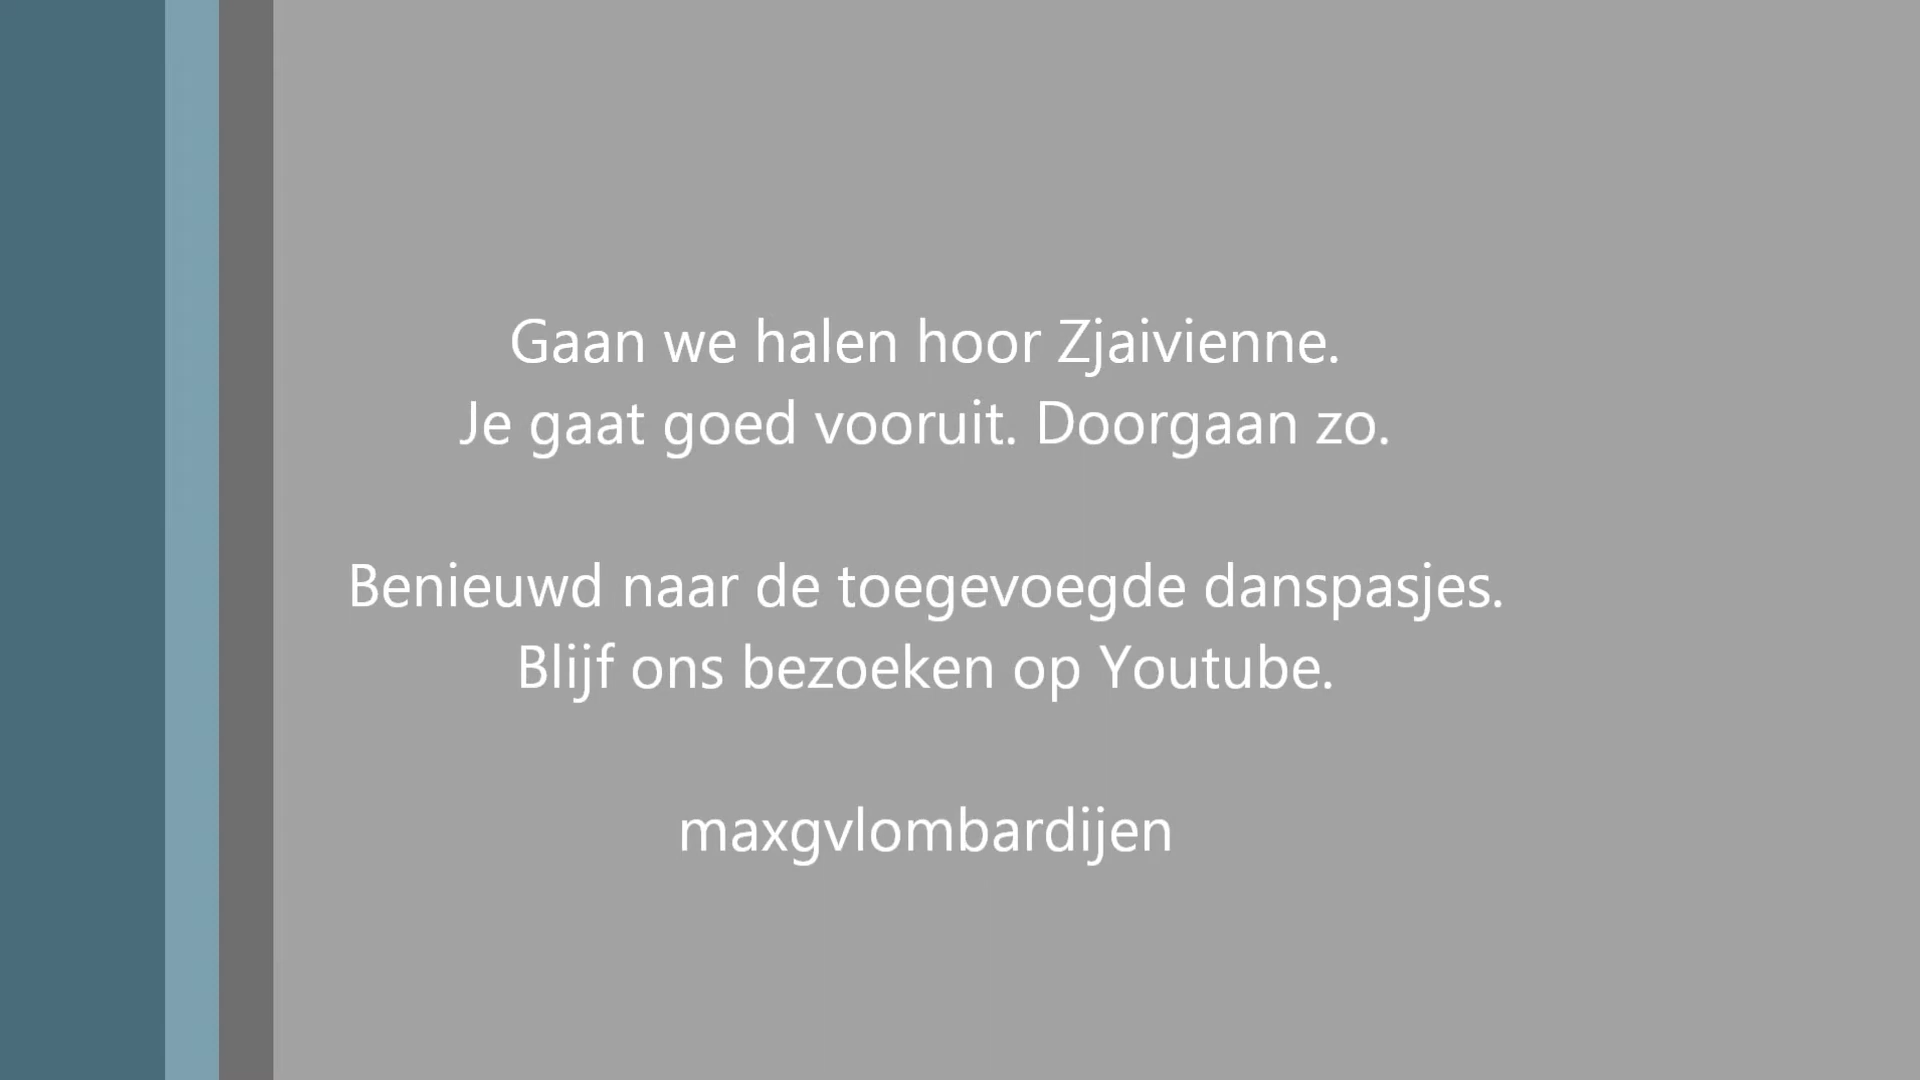 Gaan we halen hoor Zjaivienne.
Je gaat goed vooruit. Doorgaan zo.
Benieuwd naar de toegevoegde danspasjes.
Blijf ons bezoeken op Youtube.
maxgvlombardijen